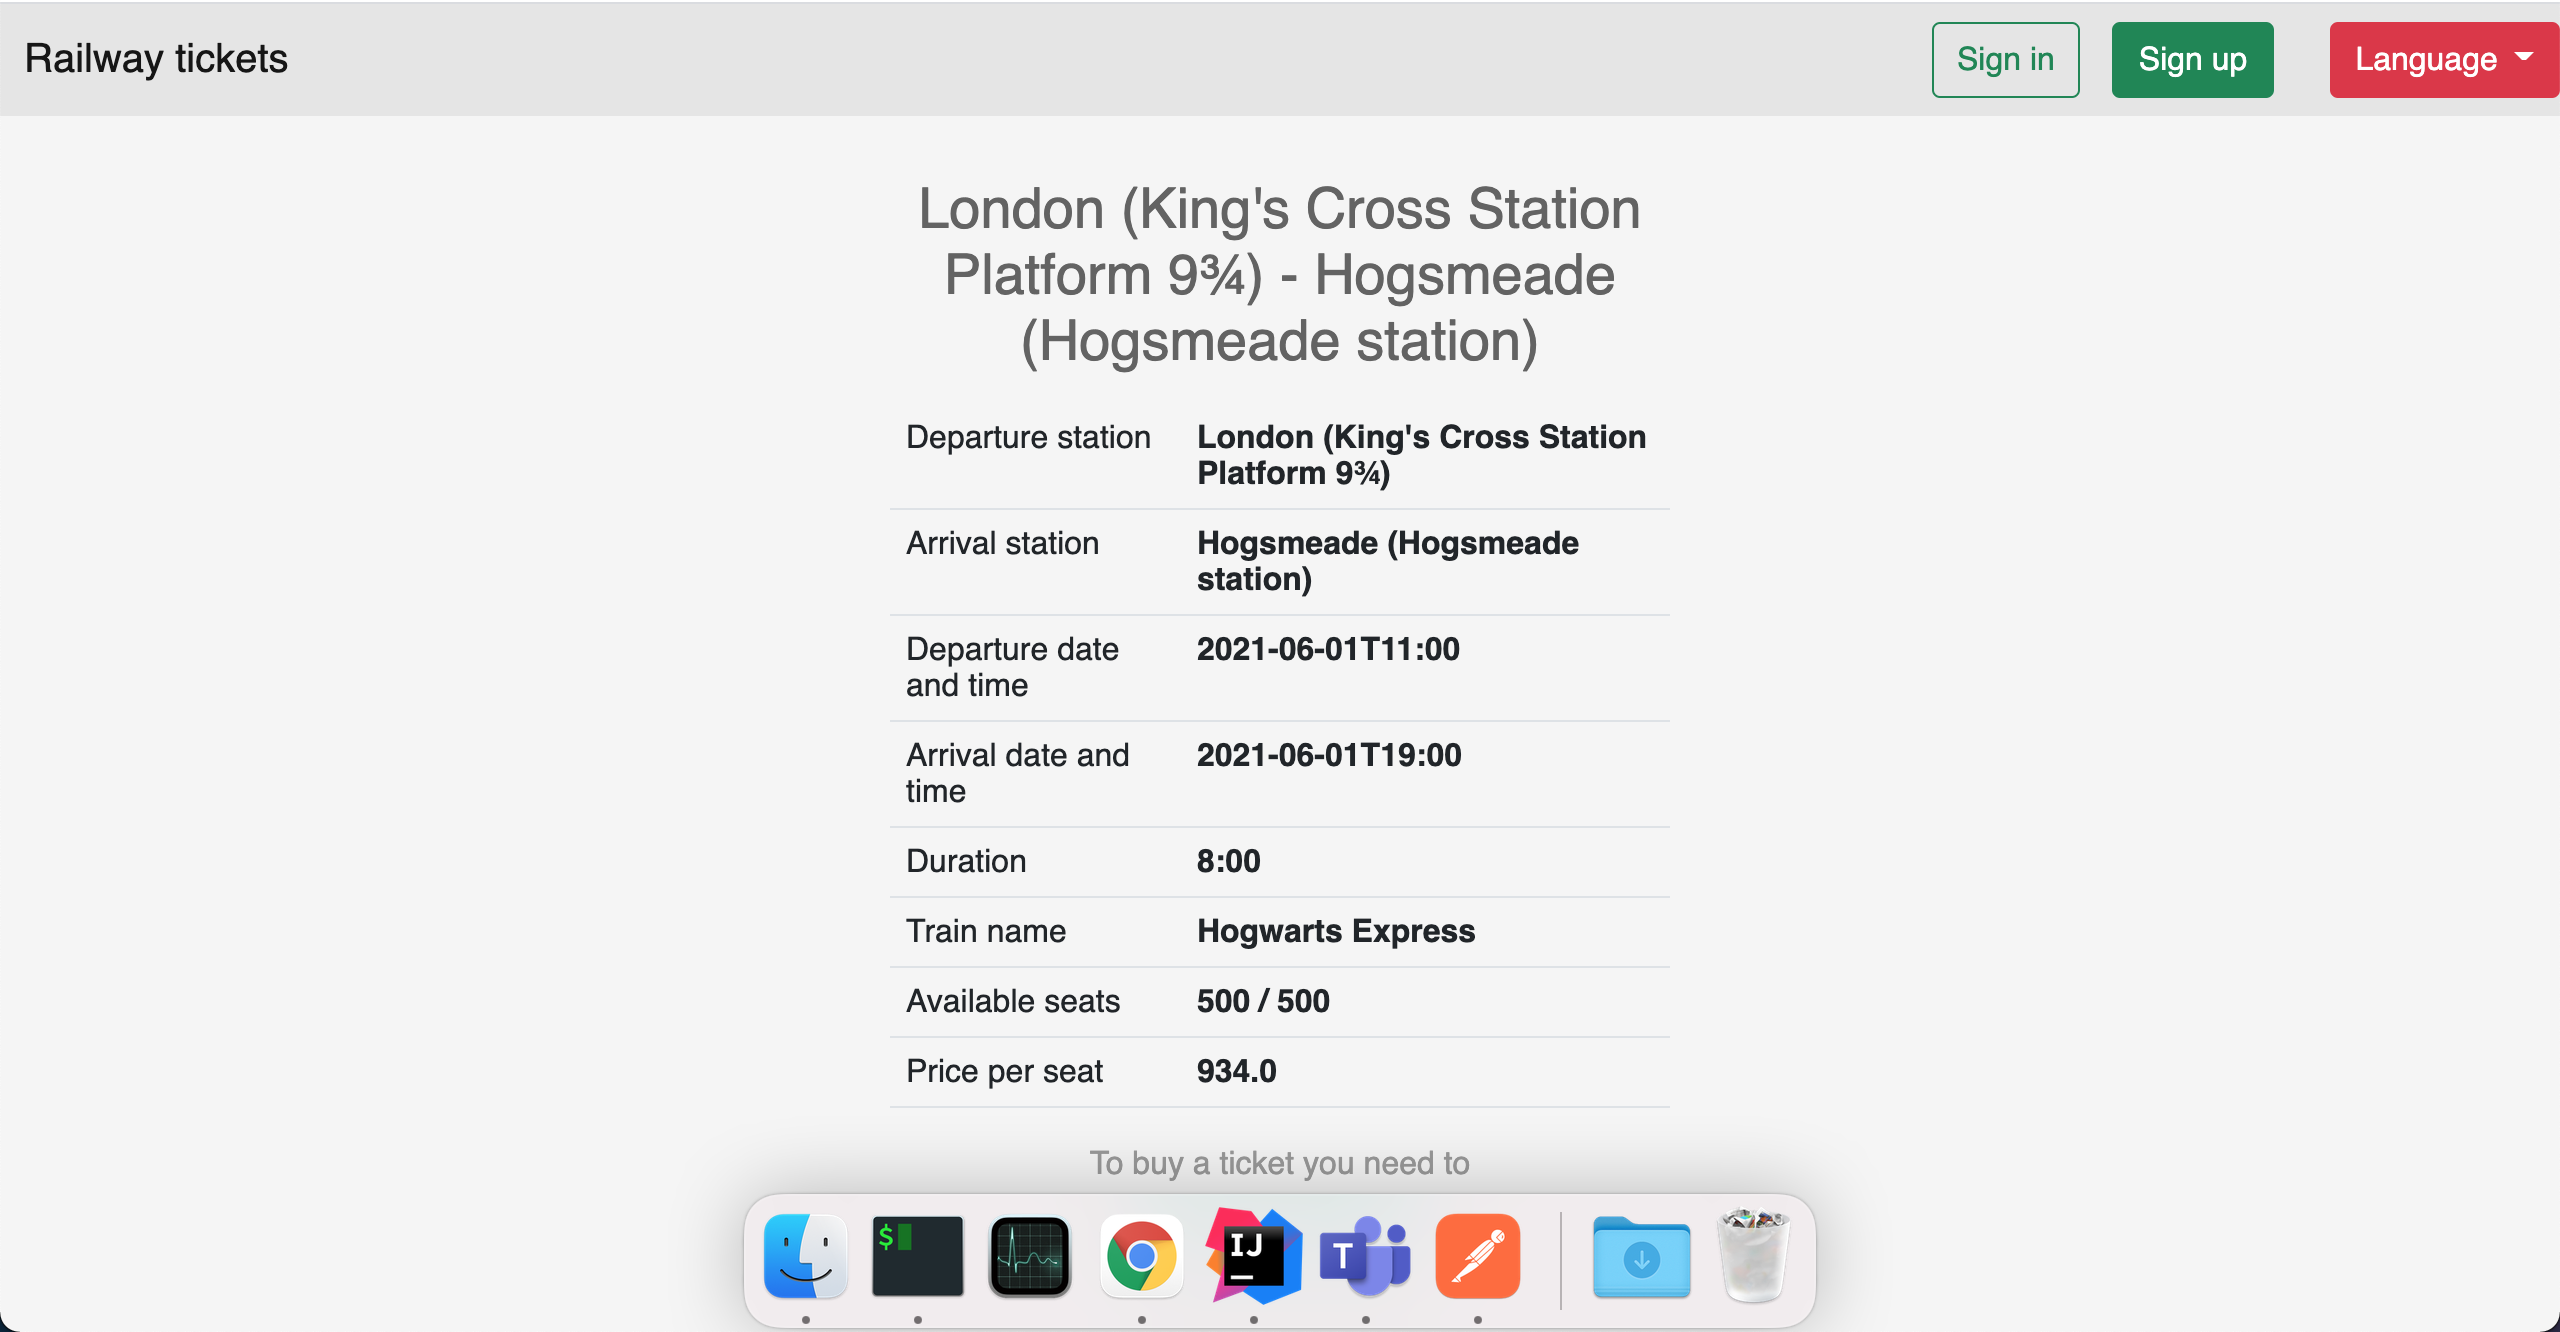 Railway tickets
Sign in
Sign up
Language
London (King's Cross Station
Platform 9¾) - Hogsmeade
(Hogsmeade station)
Departure station London (King's Cross Station
Platform 9¾)
Arrival station Hogsmeade (Hogsmeade
station)
Departure date 2021-06-01T11:00
and time
Arrival date and 2021-06-01T19:00
time
Duration 8:00
Train name Hogwarts Express
Available seats 500 / 500
Price per seat 934.0
To buy a ticket you need to
$
IJ
T